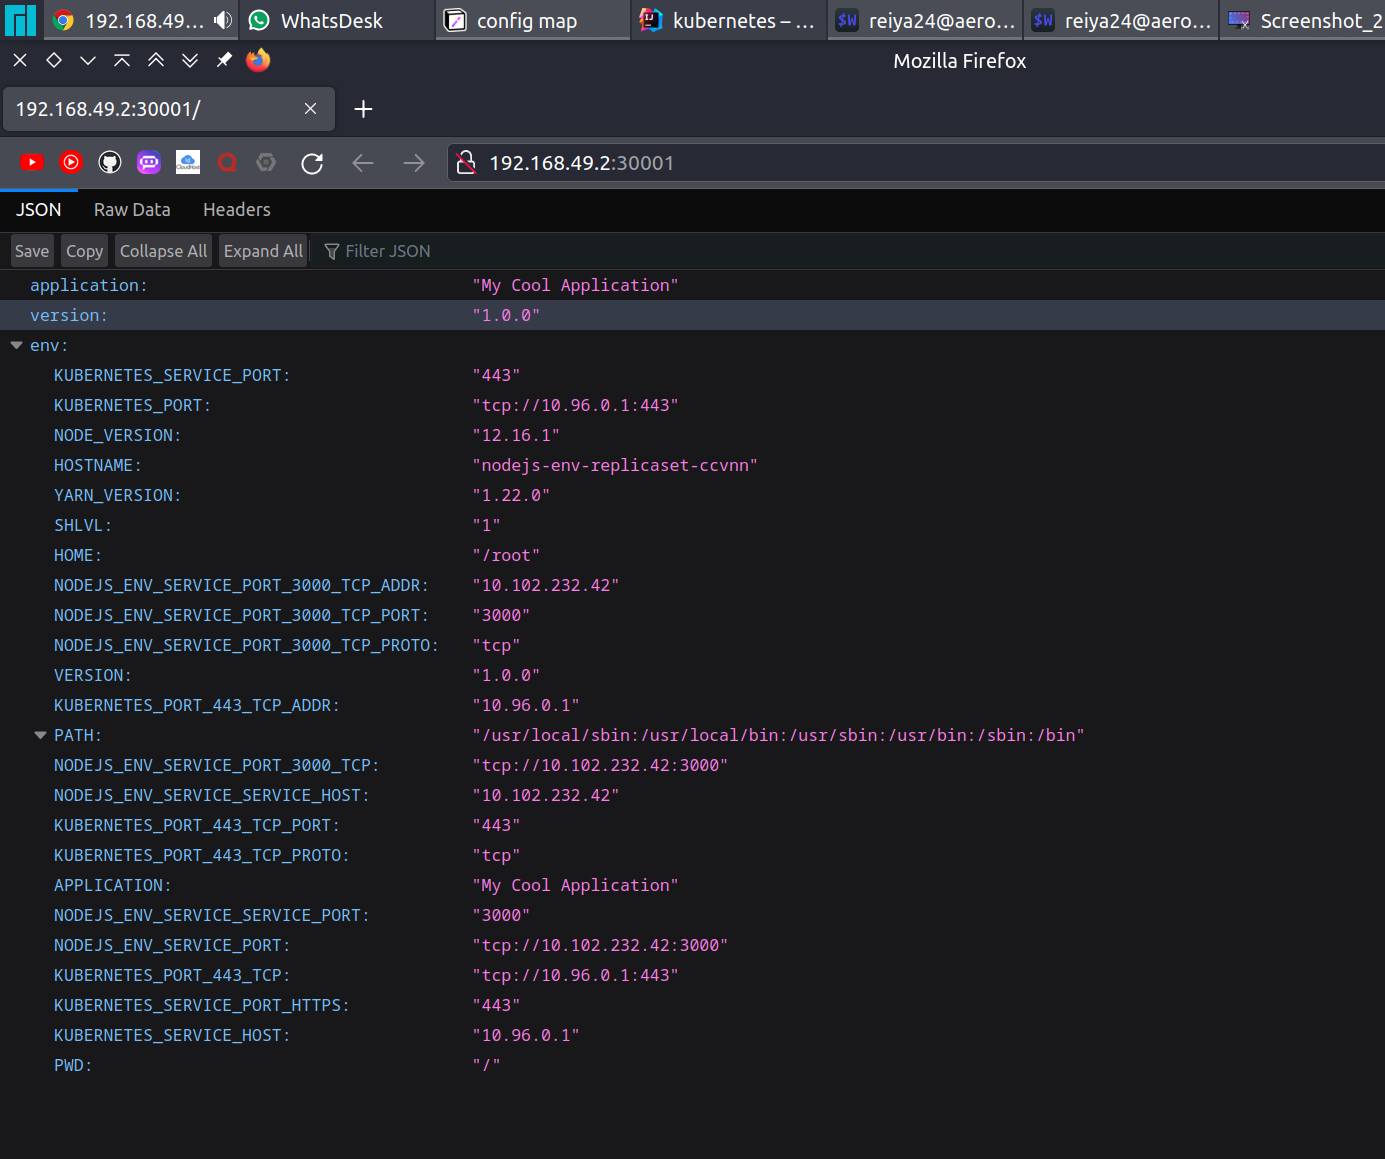 192.168.49... WhatsDesk config map kubernetes – ... reiya24@aero... reiya24@aero... Screenshot_2
Mozilla Firefox
192.168.49.2:30001/
192.168.49.2:30001
JSON Raw Data Headers
Save Copy Collapse All Expand All Filter JSON
application: "My Cool Application"
version: "1.0.0"
env:
KUBERNETES_SERVICE_PORT: "443"
KUBERNETES_PORT: "tcp://10.96.0.1:443"
NODE_VERSION: "12.16.1"
HOSTNAME: "nodejs-env-replicaset-ccvnn"
YARN_VERSION: "1.22.0"
SHLVL: "1"
HOME: "/root"
NODEJS_ENV_SERVICE_PORT_3000_TCP_ADDR: "10.102.232.42"
NODEJS_ENV_SERVICE_PORT_3000_TCP_PORT: "3000"
NODEJS_ENV_SERVICE_PORT_3000_TCP_PROTO: "tcp"
VERSION: "1.0.0"
KUBERNETES_PORT_443_TCP_ADDR: "10.96.0.1"
PATH: "/usr/local/sbin:/usr/local/bin:/usr/sbin:/usr/bin:/sbin:/bin"
NODEJS_ENV_SERVICE_PORT_3000_TCP: "tcp://10.102.232.42:3000"
NODEJS_ENV_SERVICE_SERVICE_HOST: "10.102.232.42"
KUBERNETES_PORT_443_TCP_PORT: "443"
KUBERNETES_PORT_443_TCP_PROTO: "tcp"
APPLICATION: "My Cool Application"
NODEJS_ENV_SERVICE_SERVICE_PORT: "3000"
NODEJS_ENV_SERVICE_PORT: "tcp://10.102.232.42:3000"
KUBERNETES_PORT_443_TCP: "tcp://10.96.0.1:443"
KUBERNETES_SERVICE_PORT_HTTPS: "443"
KUBERNETES_SERVICE_HOST: "10.96.0.1"
PWD: "/"